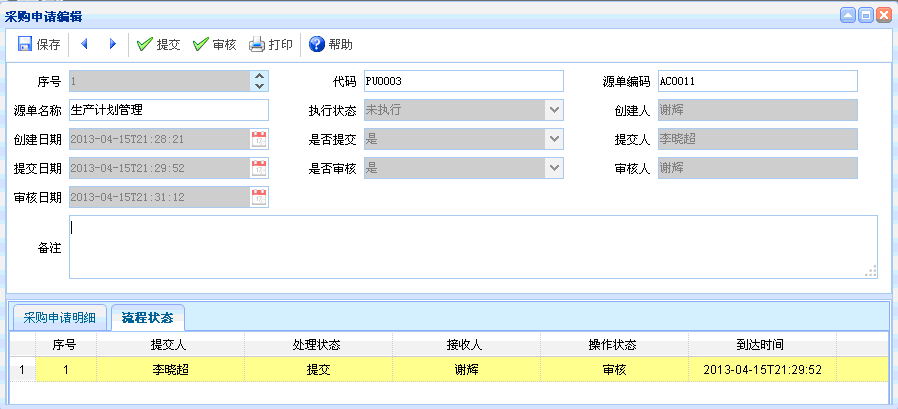 采购申请编辑
保存 提交 审核 打印 帮助
序号 1 代码 PU0003 源单编码 AC0011
源单名称 生产计划管理 执行状态 未执行 创建人 谢辉
创建日期 2013-04-15T21:28:21 是否提交 是 提交人 李晓超
提交日期 2013-04-15T21:29:52 是否审核 是 审核人 谢辉
审核日期 2013-04-15T21:31:12
备注
采购申请明细 流程状态
序号 提交人 处理状态 接收人 操作状态 到达时间
1 1 李晓超 提交 谢辉 审核 2013-04-15T21:29:52